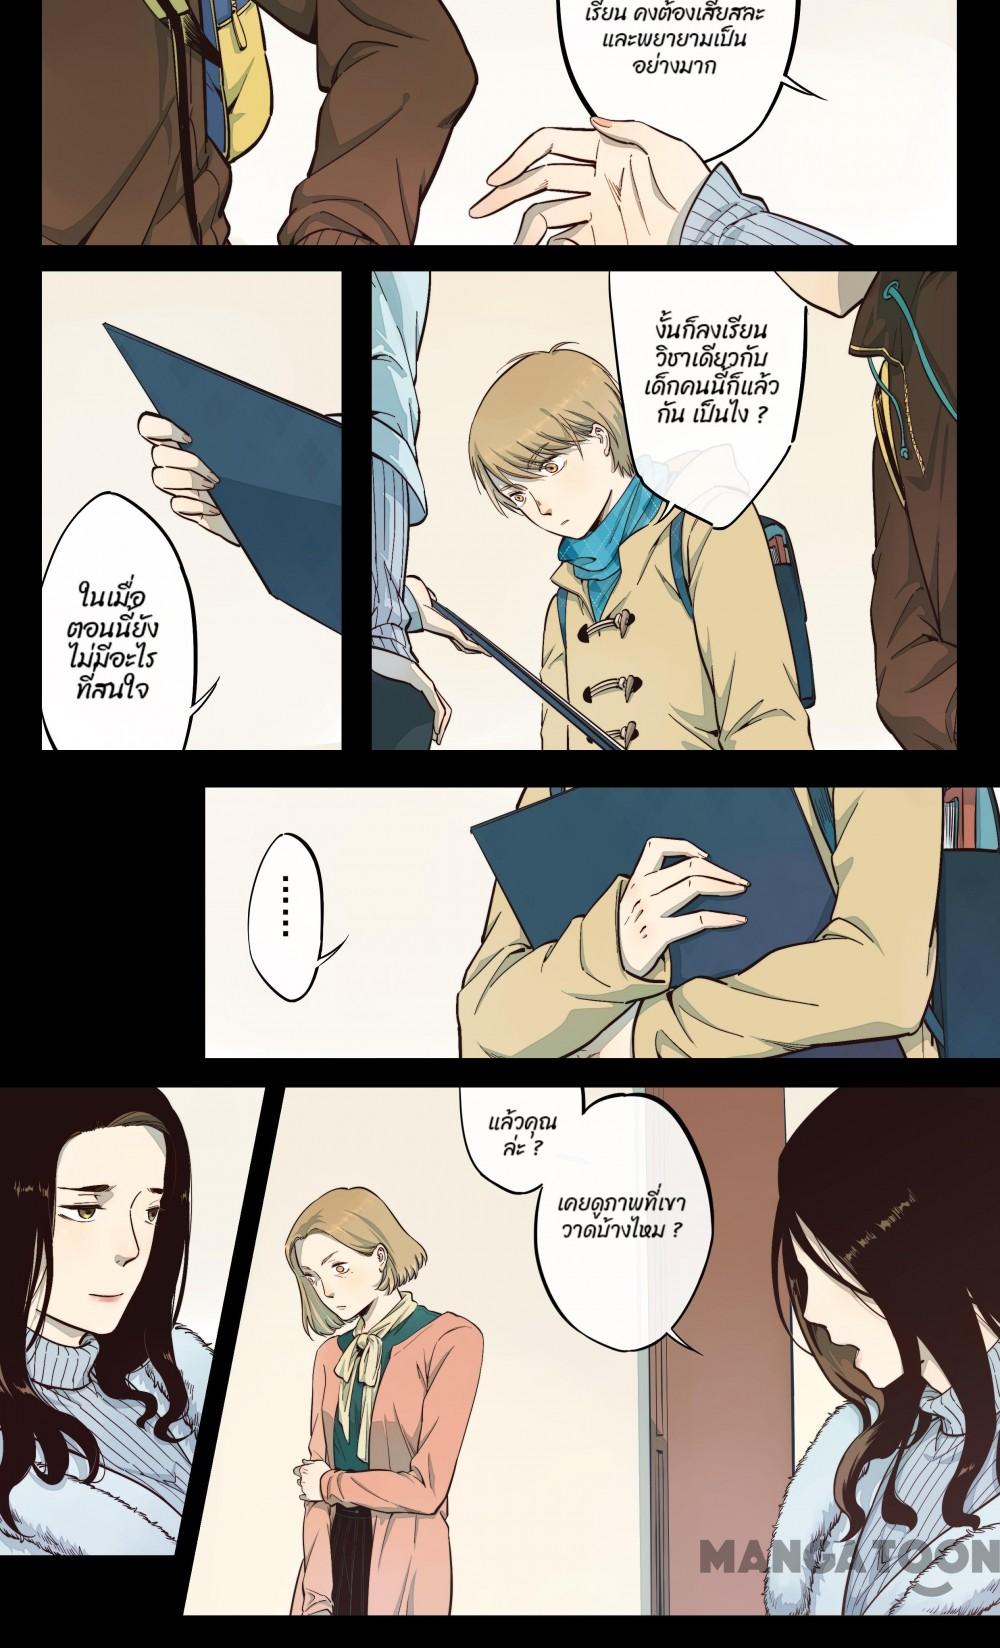 เรียน คงต้องเสียสละ
และพยายามเป็น
อย่างมาก
ในเมื่อ
ตอนนี้ยัง
ไม่มีอะไร
ที่สนใจ
งั้นก็ลงเรียน
วิชาเดียวกับ
เด็กคนนี้ก็แล้ว
กัน เป็นไง ?
.......
แล้วคุณ
ล่ะ ?
เคยดูภาพที่เขา
วาดบ้างไหม ?
MANGATOON